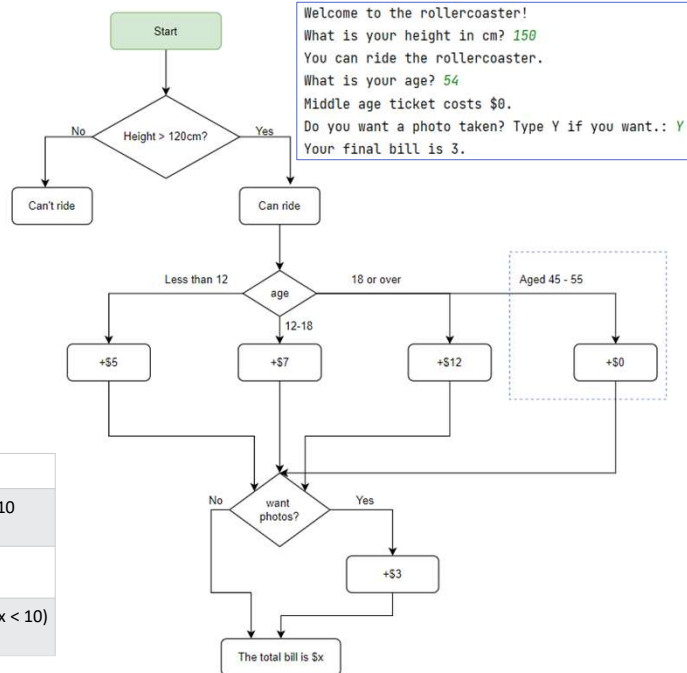 Welcome to the rollercoaster!
What is your height in cm? 150
You can ride the rollercoaster.
What is your age? 54
Middle age ticket costs $0.
Do you want a photo taken? Type Y if you want.: Y
Your final bill is 3.
Start
No
Height > 120cm?
Yes
Can't ride
Can ride
Less than 12
age
18 or over
Aged 45 - 55
12-18
+$5
+$7
+$12
+$0
No
want
photos?
Yes
+$3
The total bill is $x
10
x < 10)